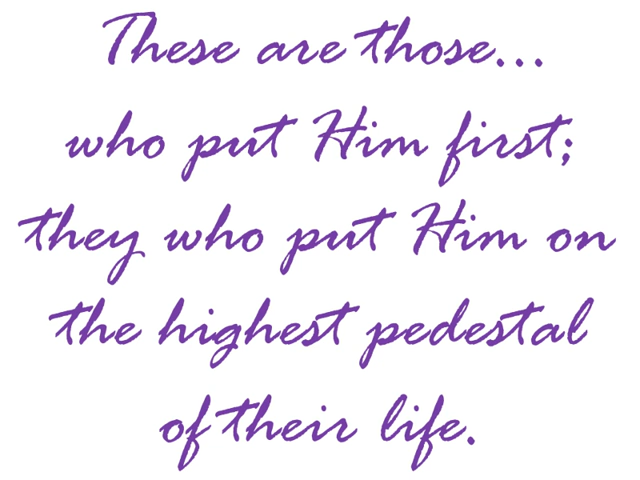 These are those...
who put Him first;
they who put Him on
the highest pedestal
of their life.